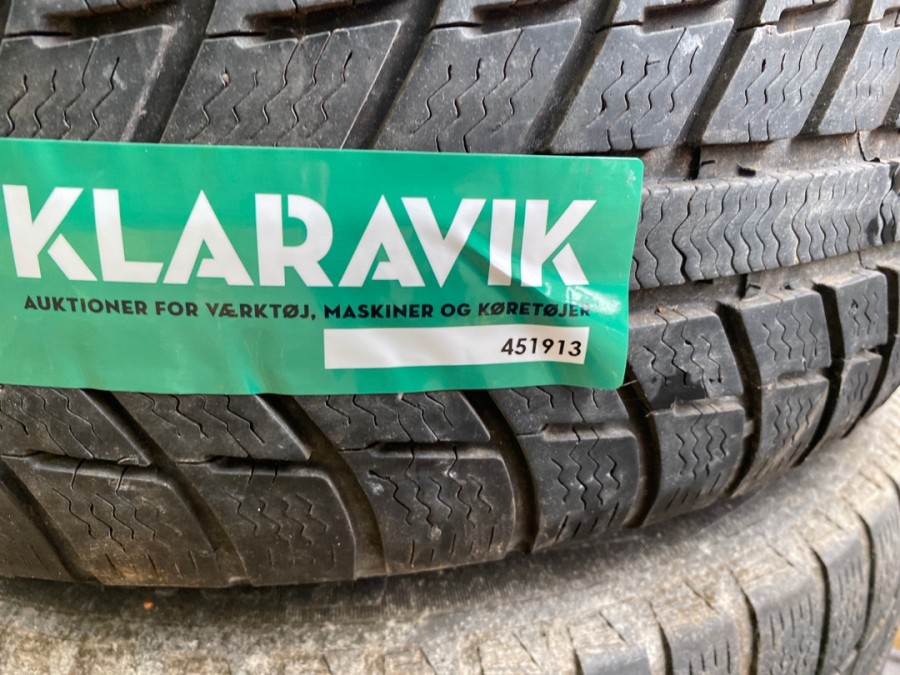 KLARAVIK
AUKTIONER FOR VÆRKTØJ, MASKINER OG KØRETØJER
451913